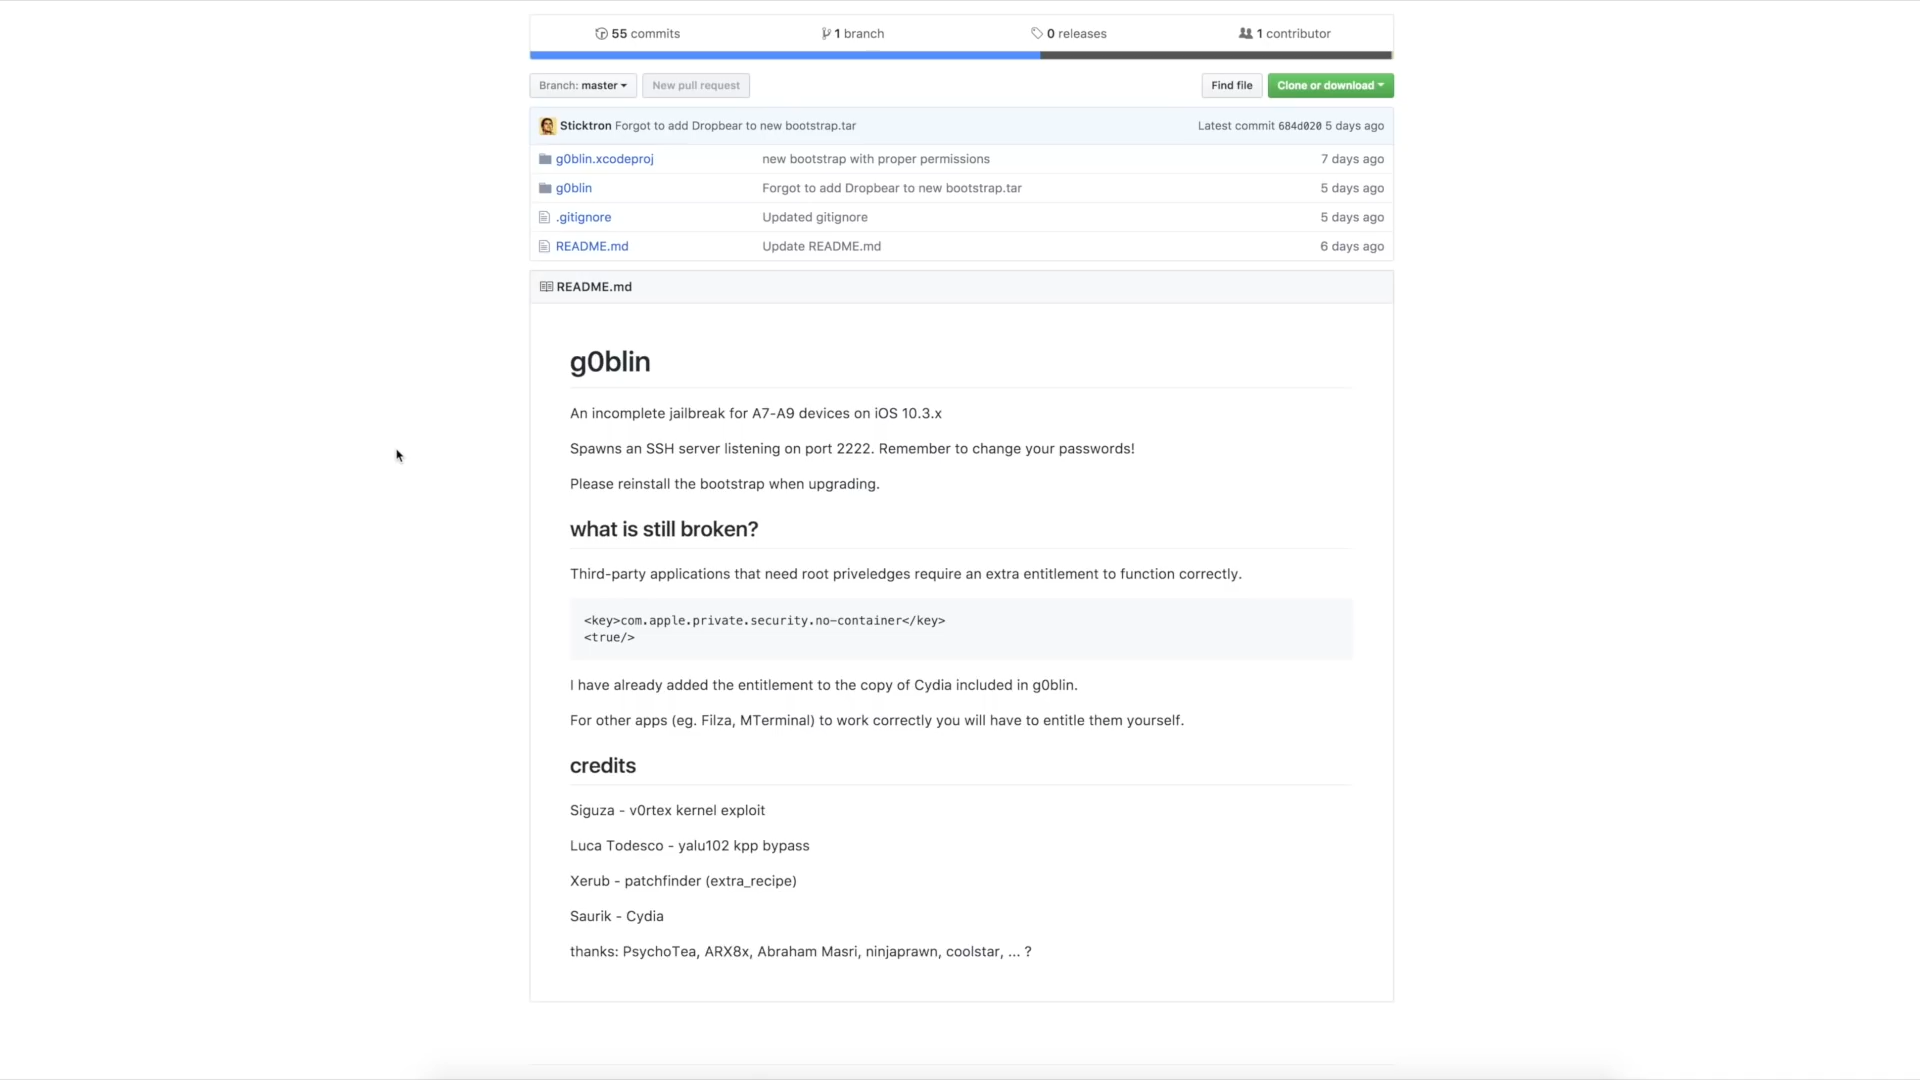 55 commits 1 branch 0 releases 1 contributor
Branch: master New pull request Find file Clone or download
Sticktron Forgot to add Dropbear to new bootstrap.tar Latest commit 684d020 5 days ago
g0blin.xcodeproj new bootstrap with proper permissions 7 days ago
g0blin Forgot to add Dropbear to new bootstrap.tar 5 days ago
.gitignore Updated gitignore 5 days ago
README.md Update README.md 6 days ago
README.md
g0blin
An incomplete jailbreak for A7-A9 devices on iOS 10.3.x
Spawns an SSH server listening on port 2222. Remember to change your passwords!
Please reinstall the bootstrap when upgrading.
what is still broken?
Third-party applications that need root priveledges require an extra entitlement to function correctly.
<key>com.apple.private.security.no-container</key>
<true/>
I have already added the entitlement to the copy of Cydia included in g0blin.
For other apps (eg. Filza, MTerminal) to work correctly you will have to entitle them yourself.
credits
Siguza - v0rtex kernel exploit
Luca Todesco - yalu102 kpp bypass
Xerub - patchfinder (extra_recipe)
Saurik - Cydia
thanks: PsychoTea, ARX8x, Abraham Masri, ninjaprawn, coolstar, ... ?